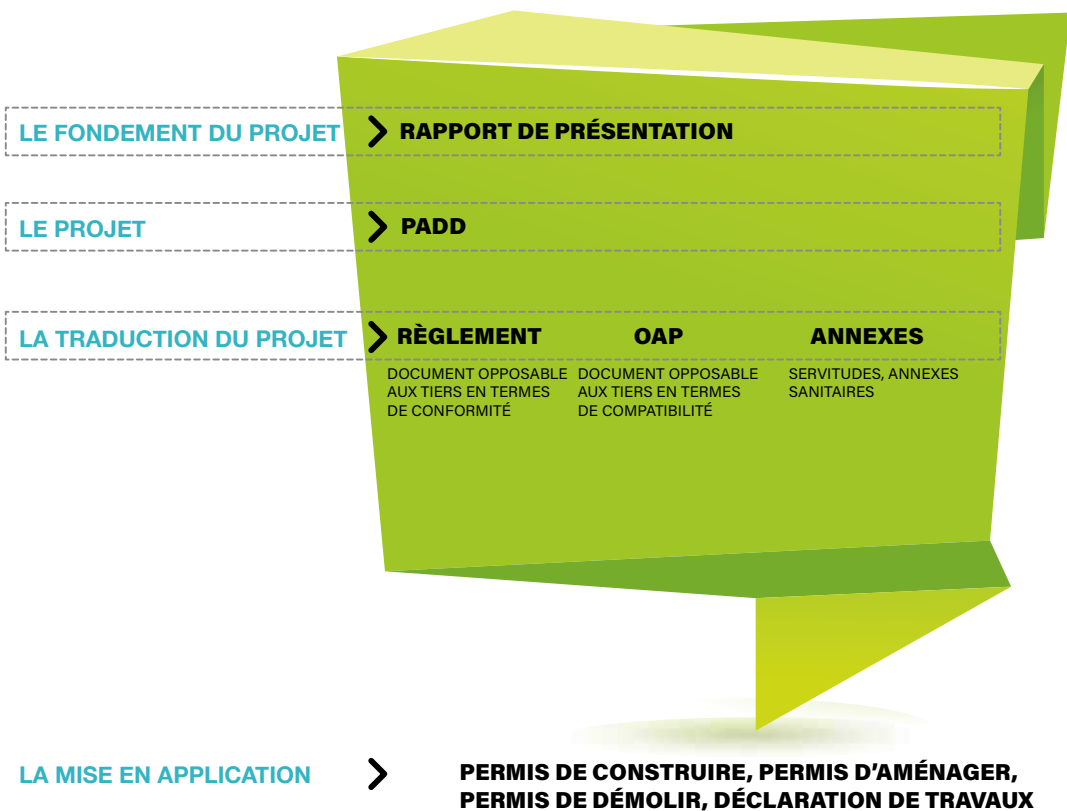 LE FONDEMENT DU PROJET
RAPPORT DE PRÉSENTATION
LE PROJET
PADD
LA TRADUCTION DU PROJET
RÈGLEMENT
DOCUMENT OPPOSABLE
AUX TIERS EN TERMES
DE CONFORMITÉ
OAP
DOCUMENT OPPOSABLE
AUX TIERS EN TERMES
DE COMPATIBILITÉ
ANNEXES
SERVITUDES, ANNEXES
SANITAIRES
LA MISE EN APPLICATION
PERMIS DE CONSTRUIRE, PERMIS D'AMÉNAGER,
PERMIS DE DÉMOLIR, DÉCLARATION DE TRAVAUX